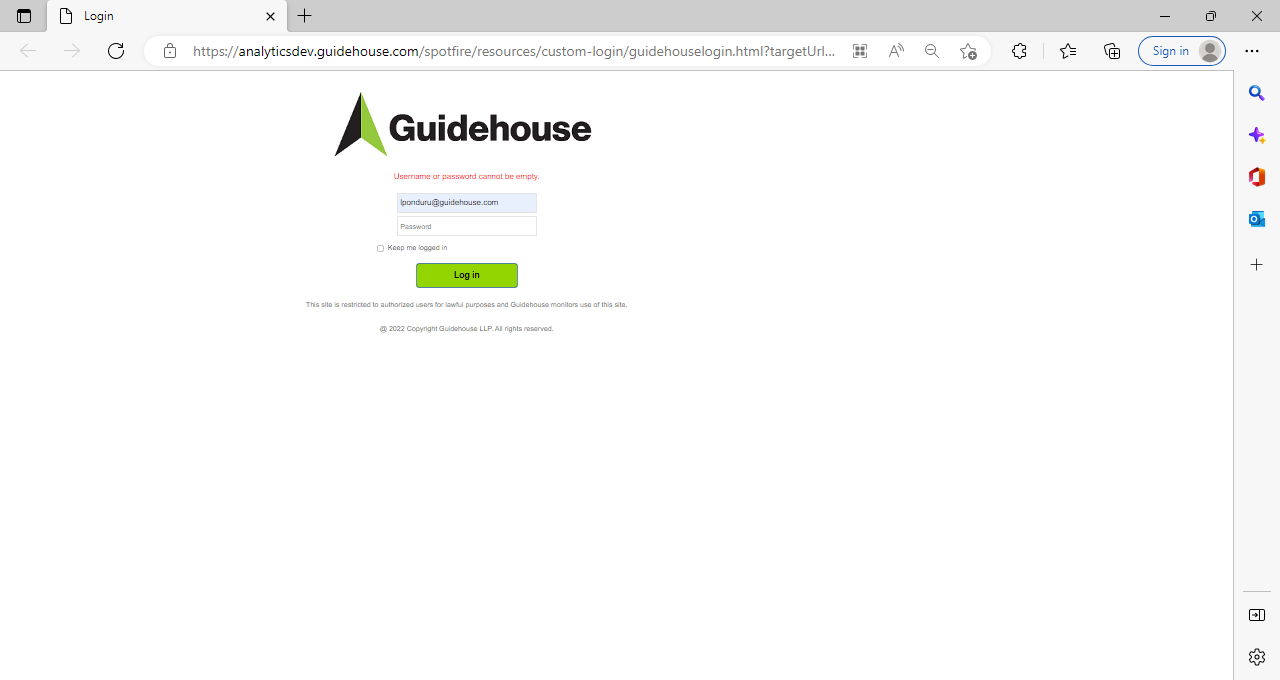 Login
https://analyticsdev.guidehouse.com/spotfire/resources/custom-login/guidehouselogin.html?targetUrl...
Sign in
Guidehouse
Username or password cannot be empty.
lponduru@guidehouse.com
Password
Keep me logged in
Log in
This site is restricted to authorized users for lawful purposes and Guidehouse monitors use of this site.
@ 2022 Copyright Guidehouse LLP. All rights reserved.